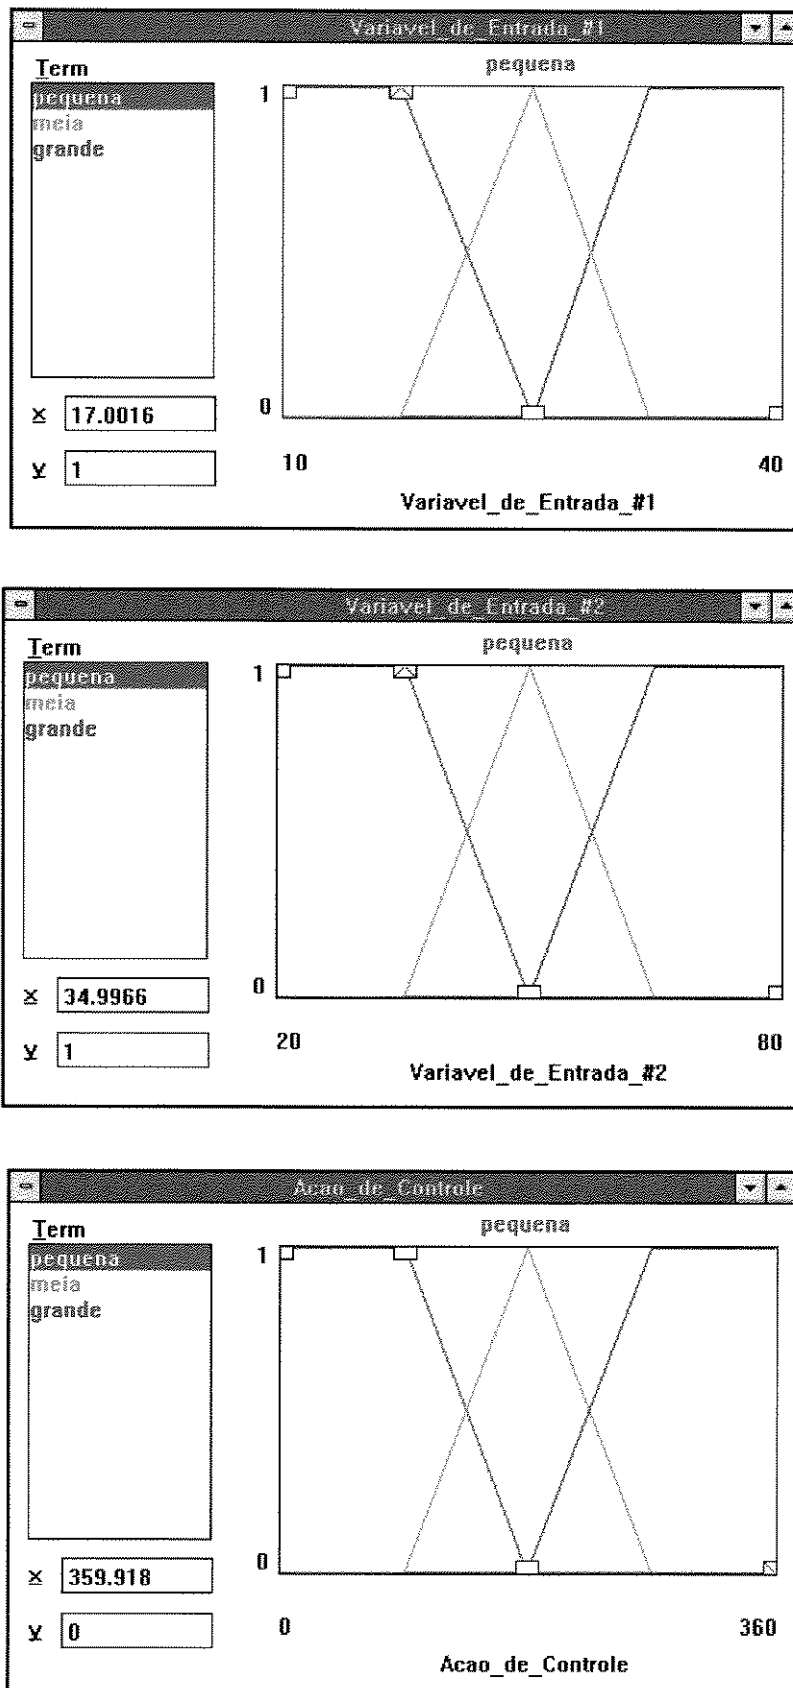 Variavel_de_Entrada_#1
Term
pequena
pequena
meia
grande
1
0
x 17.0016
y 1
10 40
Variavel_de_Entrada_#1
Variavel_de_Entrada_#2
Term
pequena
pequena
meia
grande
1
0
x 34.9966
y 1
20 80
Variavel_de_Entrada_#2
Acao_de_Controle
Term
pequena
pequena
meia
grande
1
0
x 359.918
y 0
0 360
Acao_de_Controle